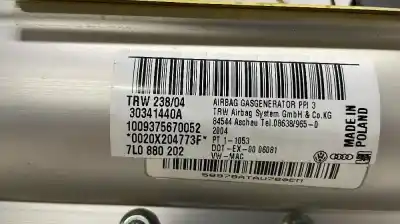 TRW 238/04
30341440A
1009375670052
*0020X204773F*
7L0 880 202
AIRBAG GASGENERATOR PPI 3
TRW Airbag System GmbH & Co.KG
84544 Aschau Tel.08638/965-0
2004
PT 1-1053
DOT-EX-00 06081
VW-MAC
MADE IN
POLAND